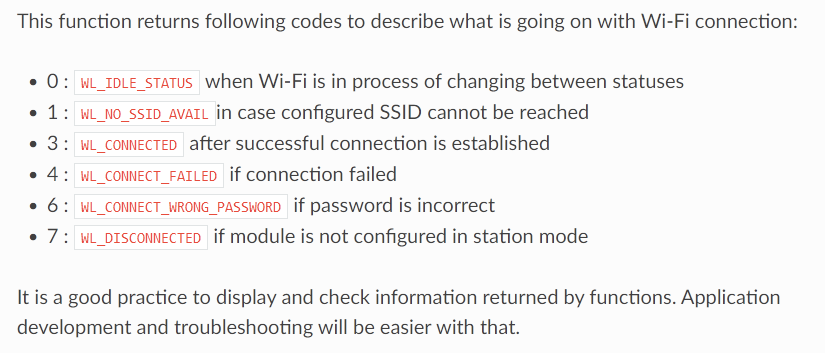 This function returns following codes to describe what is going on with Wi-Fi connection:
• 0 : WL_IDLE_STATUS when Wi-Fi is in process of changing between statuses
• 1 : WL_NO_SSID_AVAIL in case configured SSID cannot be reached
• 3 : WL_CONNECTED after successful connection is established
• 4 : WL_CONNECT_FAILED if connection failed
• 6 : WL_CONNECT_WRONG_PASSWORD if password is incorrect
• 7 : WL_DISCONNECTED if module is not configured in station mode
It is a good practice to display and check information returned by functions. Application
development and troubleshooting will be easier with that.